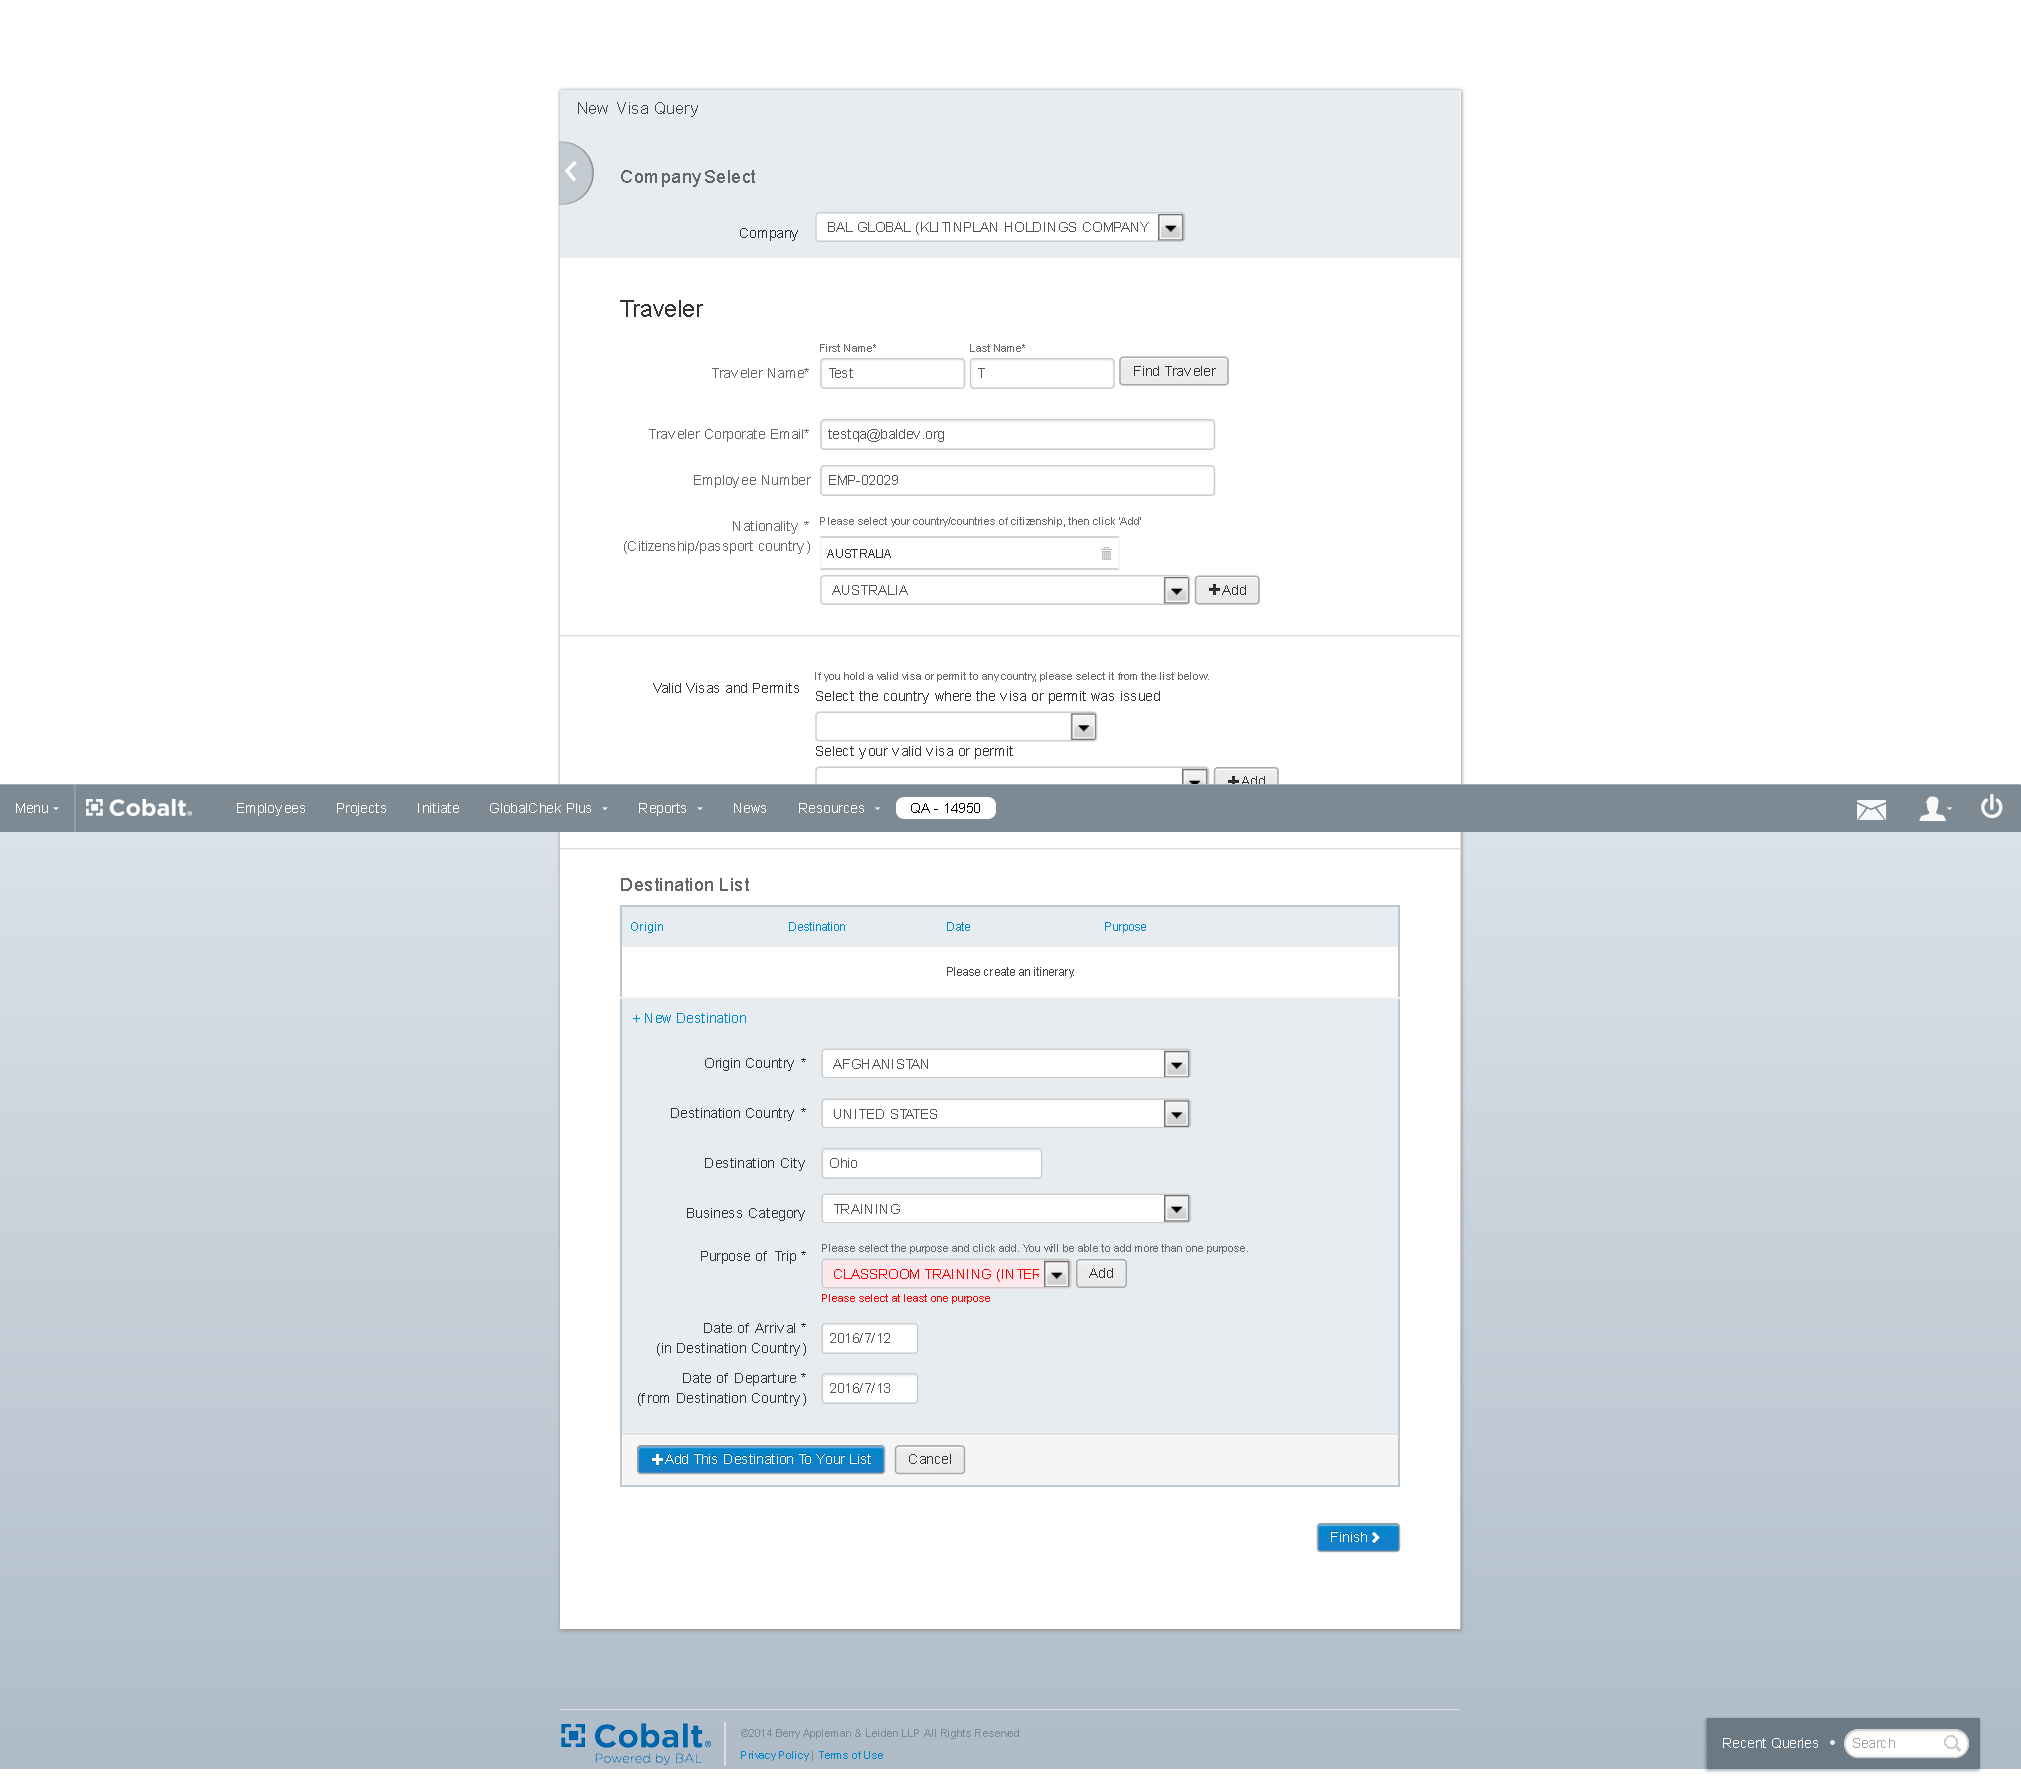 New Visa Query
Company Select
Company BAL GLOBAL (KLITINPLAN HOLDINGS COMPANY
Traveler
First Name* Last Name*
Traveler Name* Test T Find Traveler
Traveler Corporate Email* testqa@baldev.org
Employee Number EMP-02029
Nationality * Please select your country/countries of citizenship, then click 'Add'
(Citizenship/passport country)
AUSTRALIA
AUSTRALIA Add
If you hold a valid visa or permit to any country, please select it from the list below.
Valid Visas and Permits Select the country where the visa or permit was issued
Select your valid visa or permit
Add
Menu Cobalt. Employees Projects Initiate GlobalChek Plus Reports News Resources QA - 14950
Destination List
Origin Destination Date Purpose
Please create an itinerary.
+ New Destination
Origin Country * AFGHANISTAN
Destination Country * UNITED STATES
Destination City Ohio
Business Category TRAINING
Purpose of Trip * Please select the purpose and click add. You will be able to add more than one purpose.
CLASSROOM TRAINING (INTER Add
Please select at least one purpose
Date of Arrival *
(in Destination Country) 2016/7/12
Date of Departure *
(from Destination Country) 2016/7/13
Add This Destination To Your List Cancel
Finish
Cobalt.
Powered by BAL
©2014 Berry Appleman & Leiden LLP. All Rights Reserved
Privacy Policy | Terms of Use
Recent Queries • Search